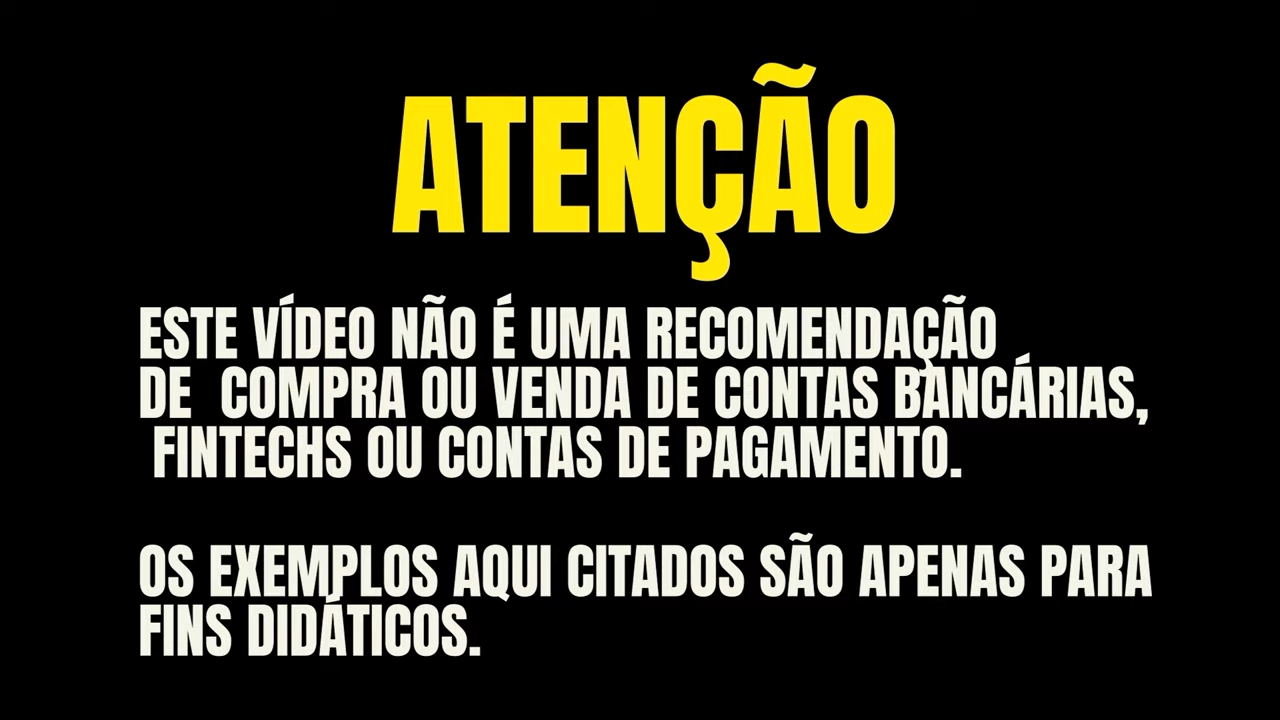 ATENÇÃO
ESTE VÍDEO NÃO É UMA RECOMENDAÇÃO
DE COMPRA OU VENDA DE CONTAS BANCÁRIAS,
FINTECHS OU CONTAS DE PAGAMENTO.
OS EXEMPLOS AQUI CITADOS SÃO APENAS PARA
FINS DIDÁTICOS.